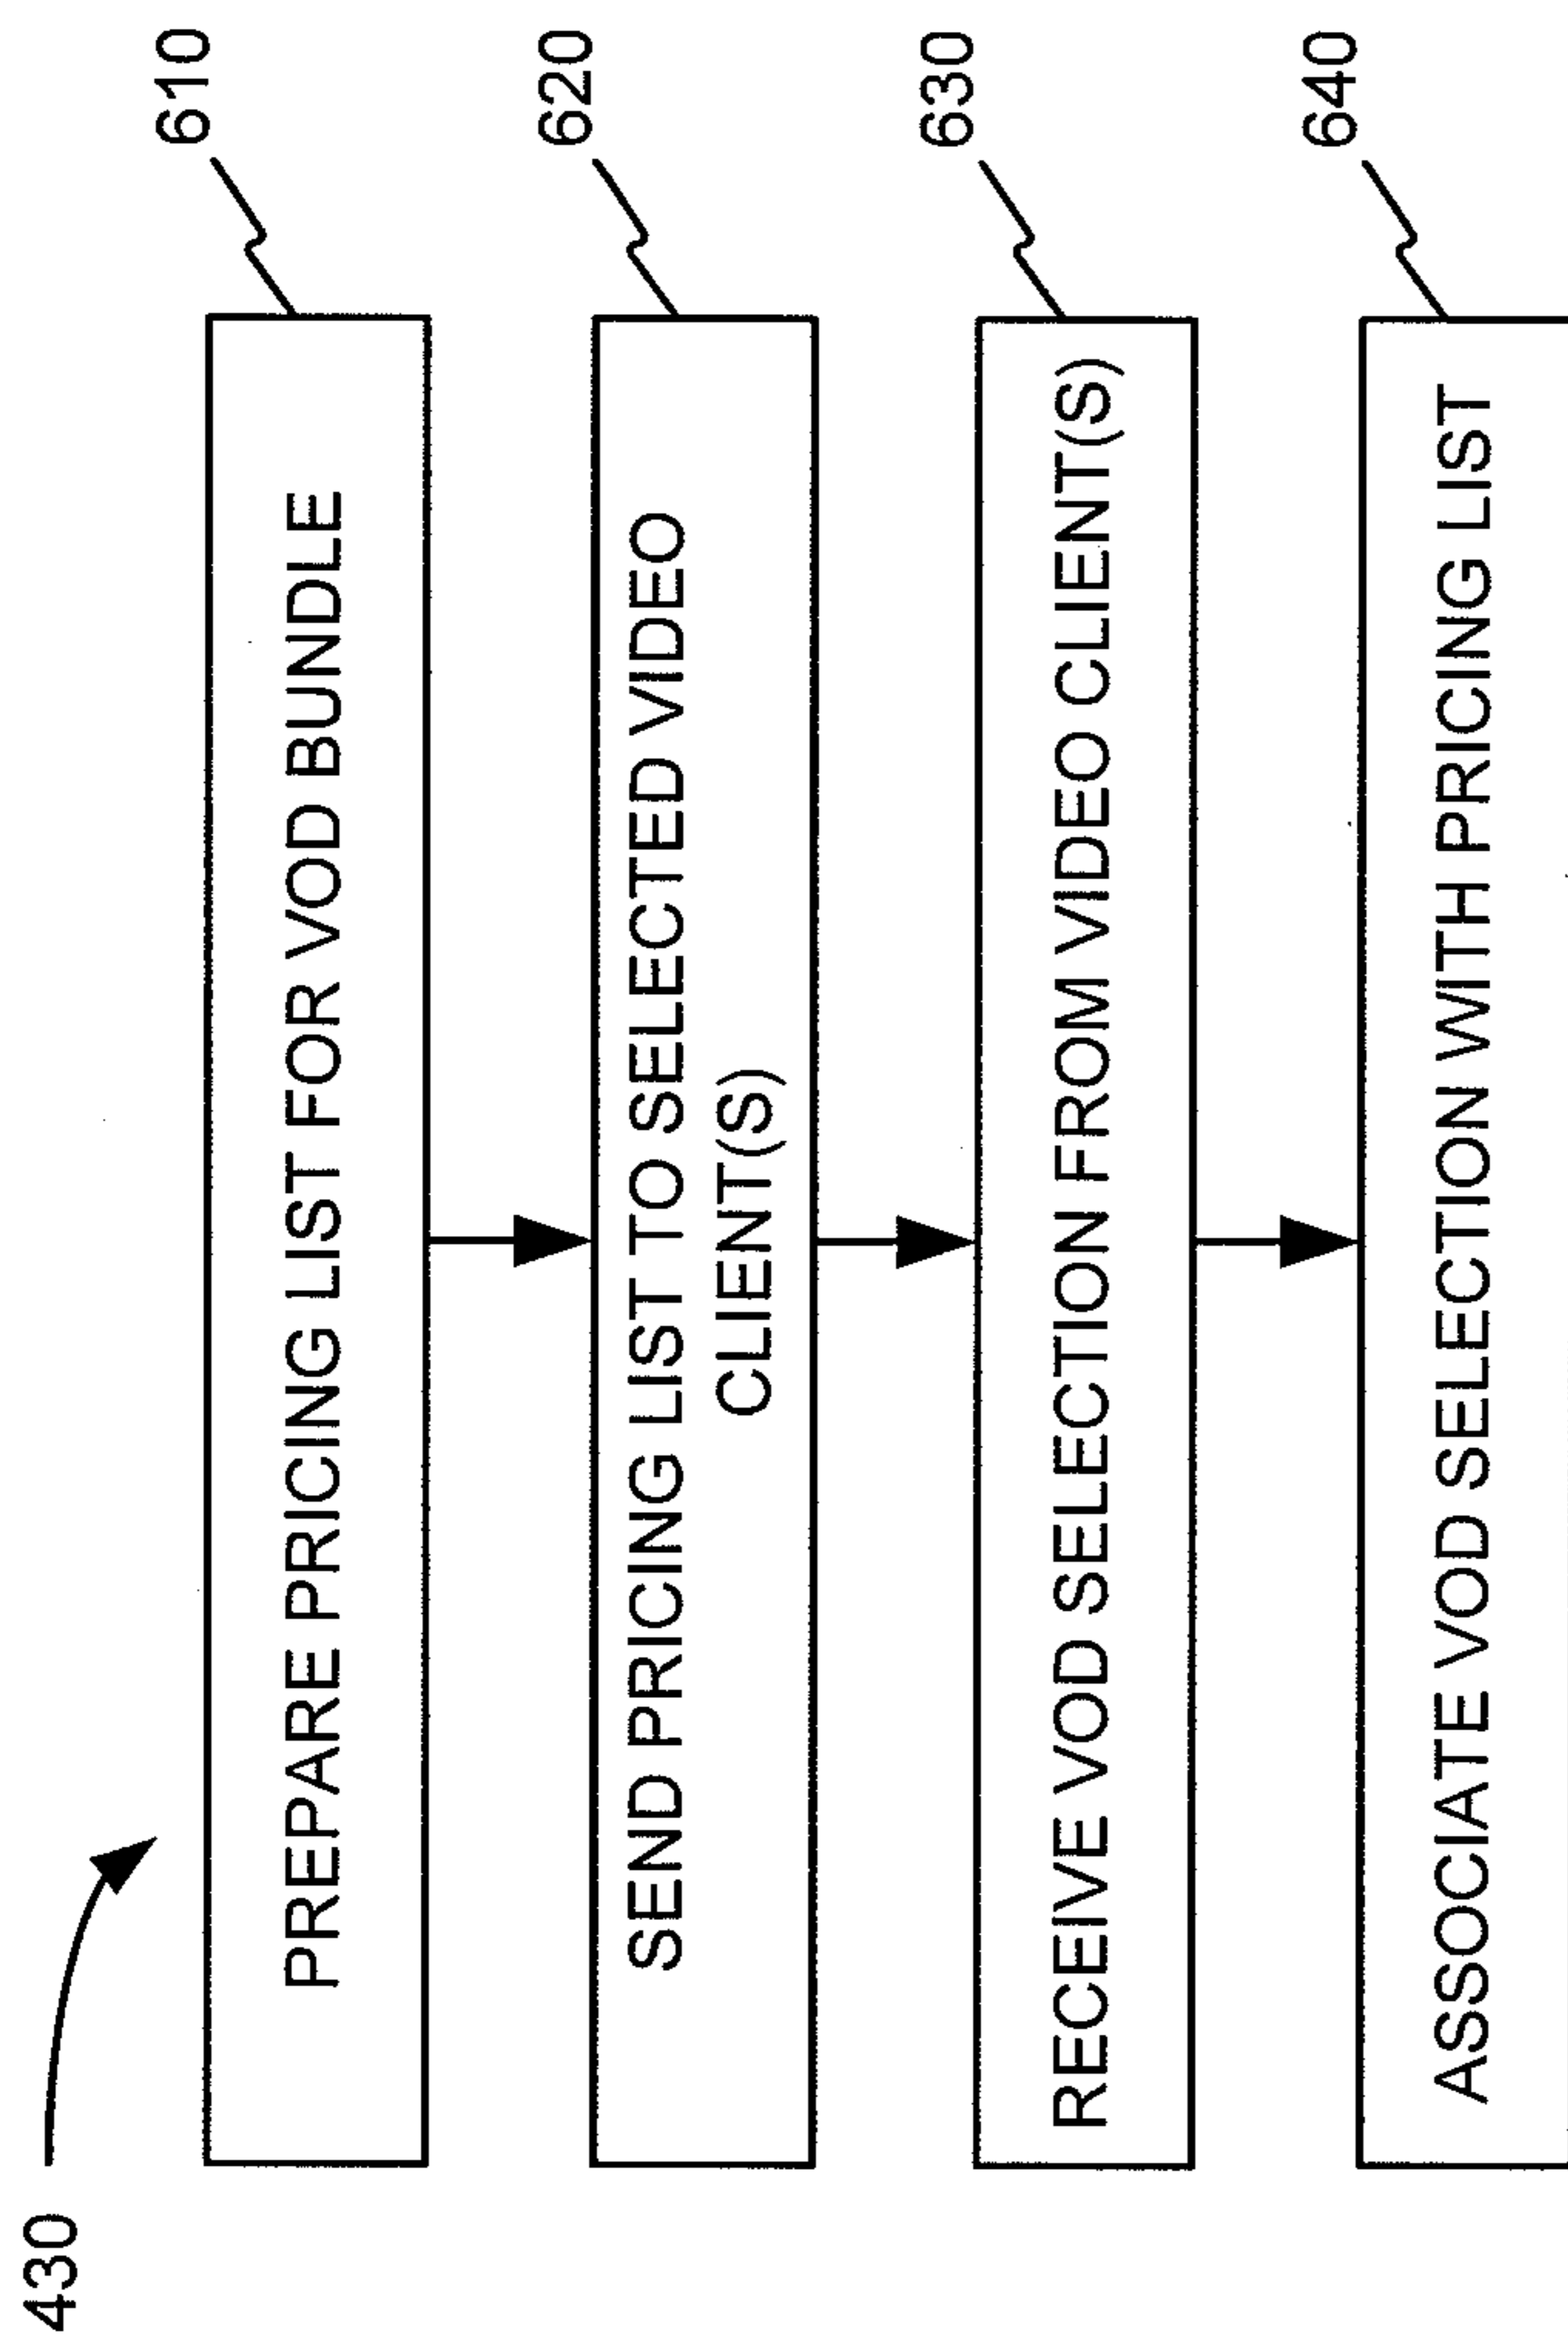 430
610
PREPARE PRICING LIST FOR VOD BUNDLE
620
SEND PRICING LIST TO SELECTED VIDEO
CLIENT(S)
630
RECEIVE VOD SELECTION FROM VIDEO CLIENT(S)
640
ASSOCIATE VOD SELECTION WITH PRICING LIST